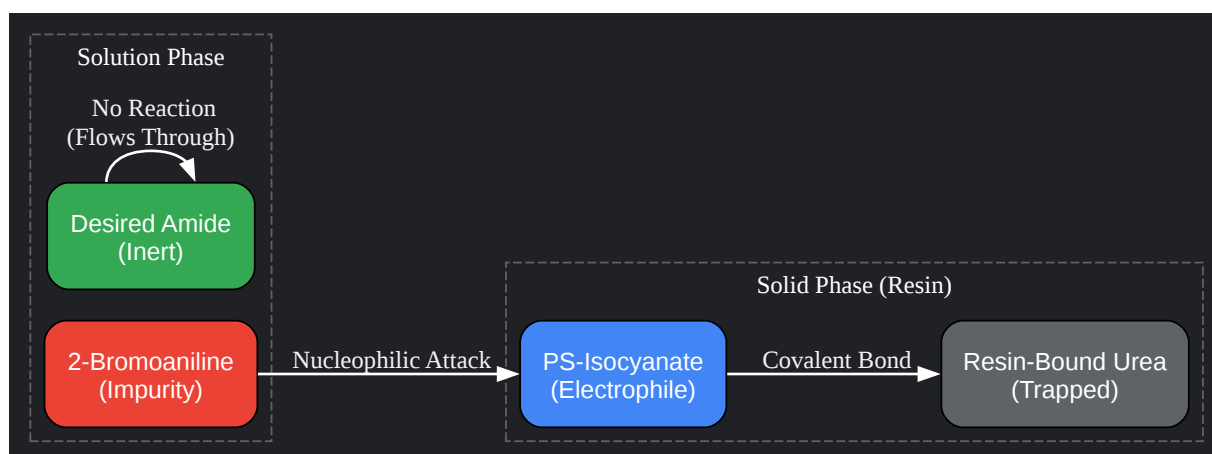 Solution Phase
No Reaction
(Flows Through)
Desired Amide
(Inert)
Solid Phase (Resin)
2-Bromoaniline
(Impurity)
Nucleophilic Attack
PS-Isocyanate
(Electrophile)
Covalent Bond
Resin-Bound Urea
(Trapped)